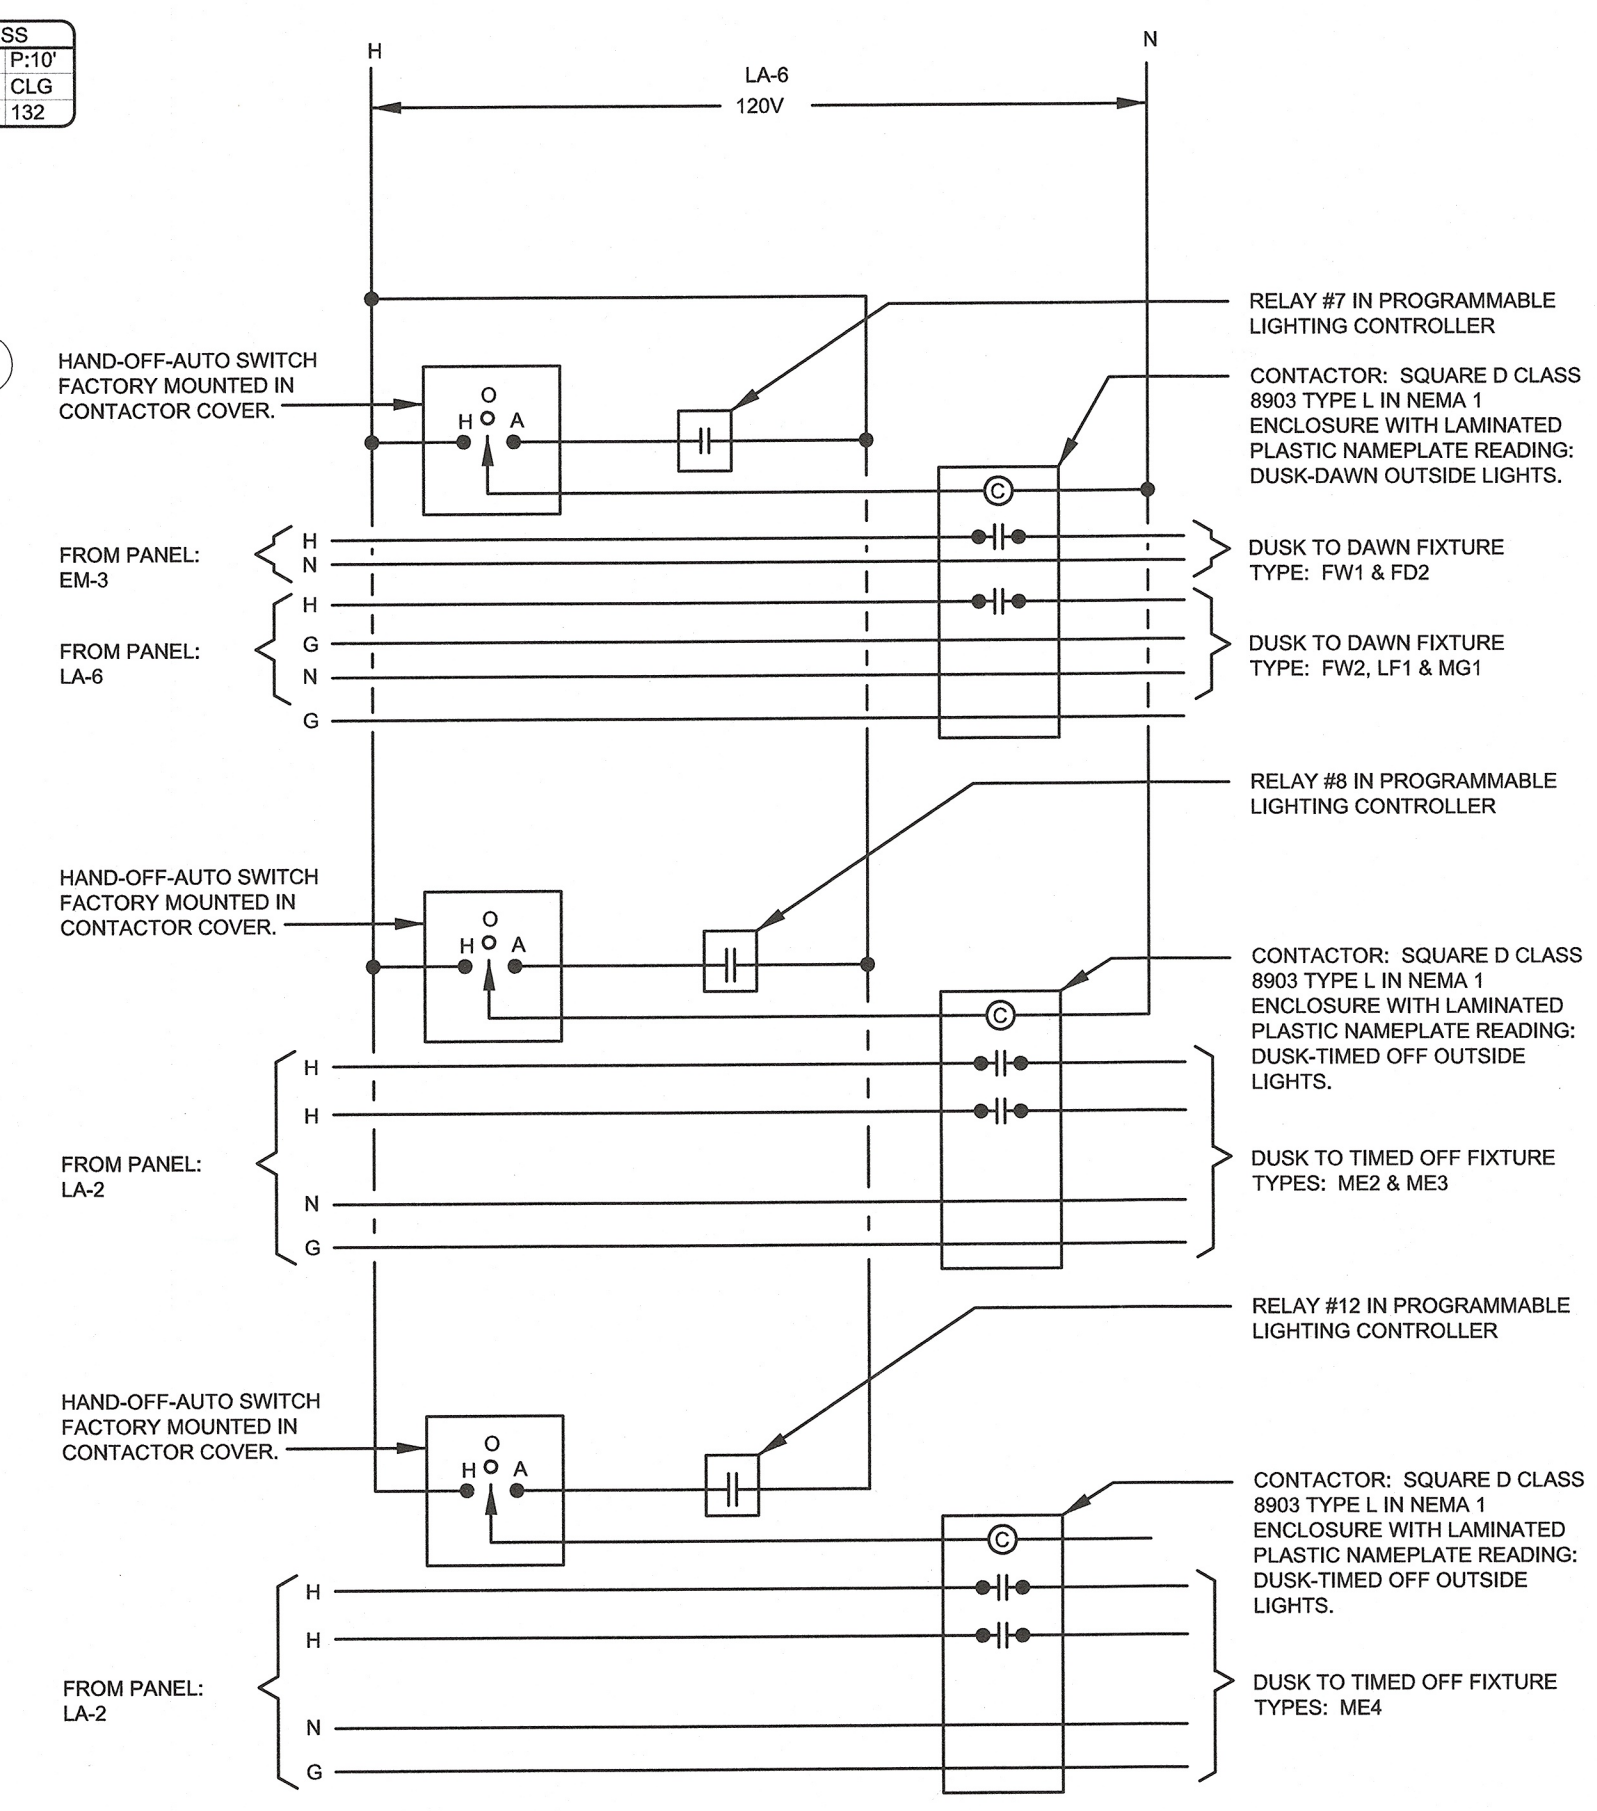 SS
P:10'
CLG
132
H
N
LA-6
120V
RELAY #7 IN PROGRAMMABLE
LIGHTING CONTROLLER
HAND-OFF-AUTO SWITCH
FACTORY MOUNTED IN
CONTACTOR COVER.
O
H A
CONTACTOR: SQUARE D CLASS
8903 TYPE L IN NEMA 1
ENCLOSURE WITH LAMINATED
PLASTIC NAMEPLATE READING:
DUSK-DAWN OUTSIDE LIGHTS.
C
FROM PANEL:
EM-3
H
N
DUSK TO DAWN FIXTURE
TYPE: FW1 & FD2
FROM PANEL:
LA-6
H
G
N
G
DUSK TO DAWN FIXTURE
TYPE: FW2, LF1 & MG1
RELAY #8 IN PROGRAMMABLE
LIGHTING CONTROLLER
HAND-OFF-AUTO SWITCH
FACTORY MOUNTED IN
CONTACTOR COVER.
O
H A
CONTACTOR: SQUARE D CLASS
8903 TYPE L IN NEMA 1
ENCLOSURE WITH LAMINATED
PLASTIC NAMEPLATE READING:
DUSK-TIMED OFF OUTSIDE
LIGHTS.
C
FROM PANEL:
LA-2
H
H
N
G
DUSK TO TIMED OFF FIXTURE
TYPES: ME2 & ME3
RELAY #12 IN PROGRAMMABLE
LIGHTING CONTROLLER
HAND-OFF-AUTO SWITCH
FACTORY MOUNTED IN
CONTACTOR COVER.
O
H A
CONTACTOR: SQUARE D CLASS
8903 TYPE L IN NEMA 1
ENCLOSURE WITH LAMINATED
PLASTIC NAMEPLATE READING:
DUSK-TIMED OFF OUTSIDE
LIGHTS.
C
FROM PANEL:
LA-2
H
H
N
G
DUSK TO TIMED OFF FIXTURE
TYPES: ME4